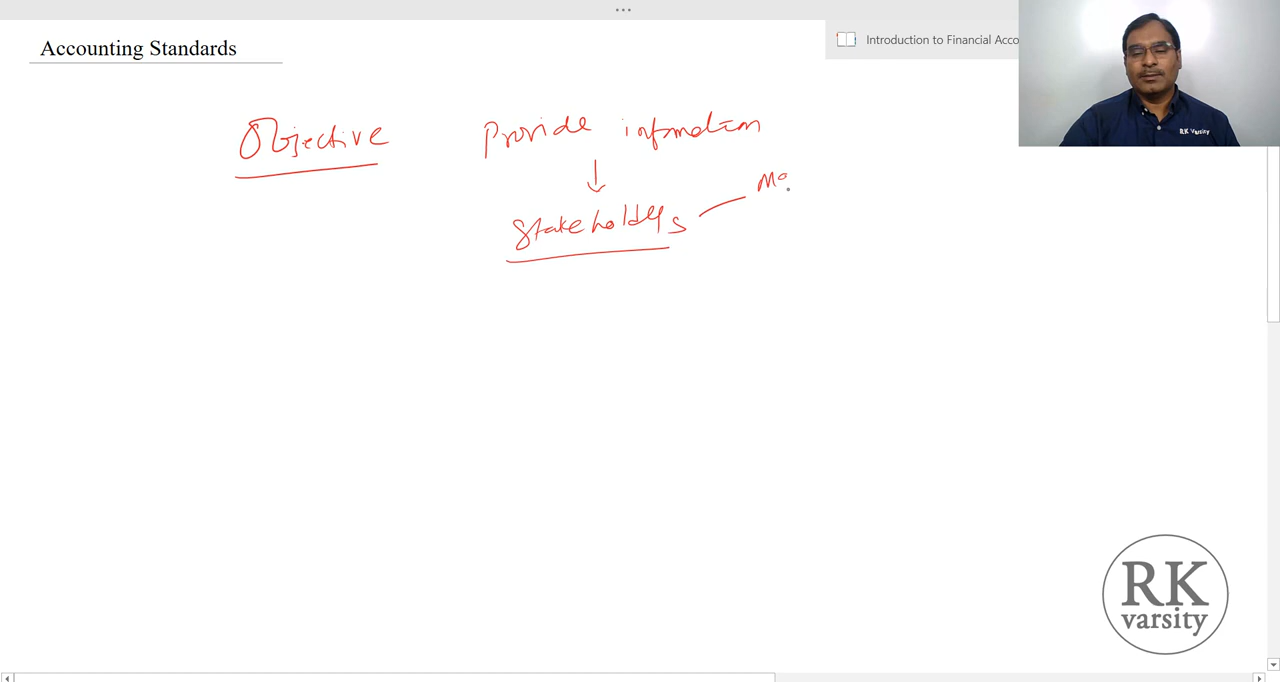 Accounting Standards
Introduction to Financial Acco
RK Varsity
Objective
Provide information
Stakeholders
RK
varsity